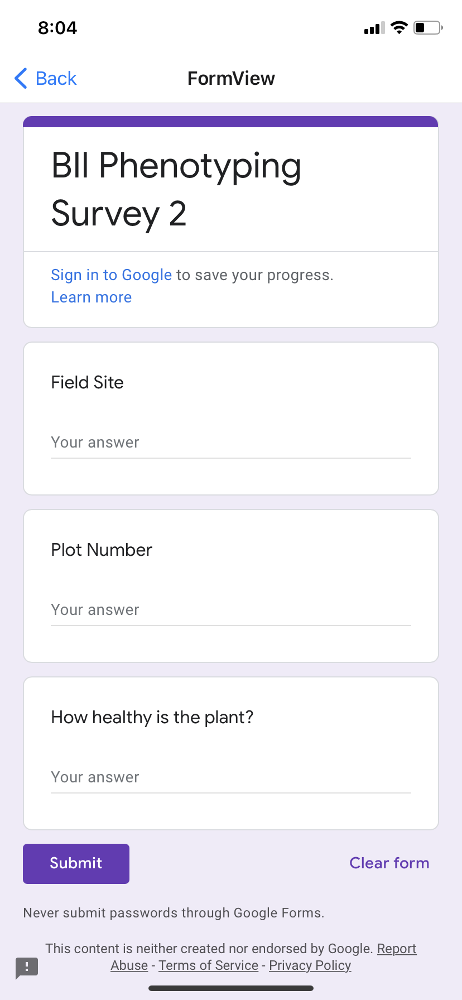 8:04
Back
FormView
BII Phenotyping
Survey 2
Sign in to Google to save your progress.
Learn more
Field Site
Your answer
Plot Number
Your answer
How healthy is the plant?
Your answer
Submit
Clear form
Never submit passwords through Google Forms.
This content is neither created nor endorsed by Google. Report
Abuse - Terms of Service - Privacy Policy